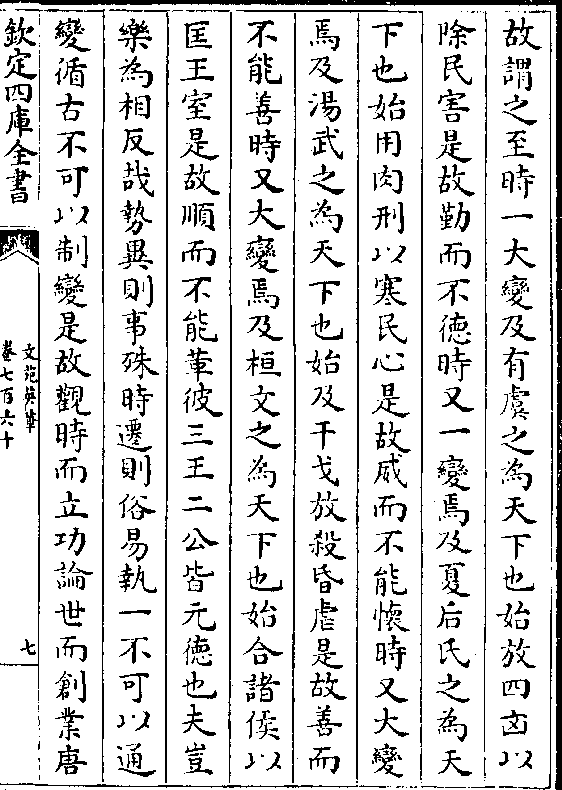 故謂之至時一大變及有虞之為天下也始放四凶以
除民害是故勤而不徳時又一變焉及夏后氏之為天
下也始用肉刑以寒民心是故威而不能懐時又大變
焉及湯武之為天下也始及干戈放殺昏虐是故善而
不能善時又大變焉及桓文之為天下也始合諸侯以
匡王室是故順而不能革彼三王二公皆元徳也夫豈
樂為相反哉勢異則事殊時遷則俗易執一不可以通
變循古不可以制變是故觀時而立功論世而創業唐
欽定四庫全書
文苑英華
卷七百六十
七